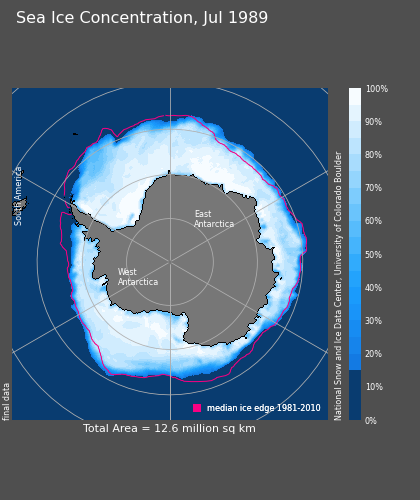 Sea Ice Concentration, Jul 1989
South America
East
Antarctica
West
Antarctica
final data
median ice edge 1981-2010
Total Area = 12.6 million sq km
National Snow and Ice Data Center, University of Colorado Boulder
100%
90%
80%
70%
60%
50%
40%
30%
20%
10%
0%